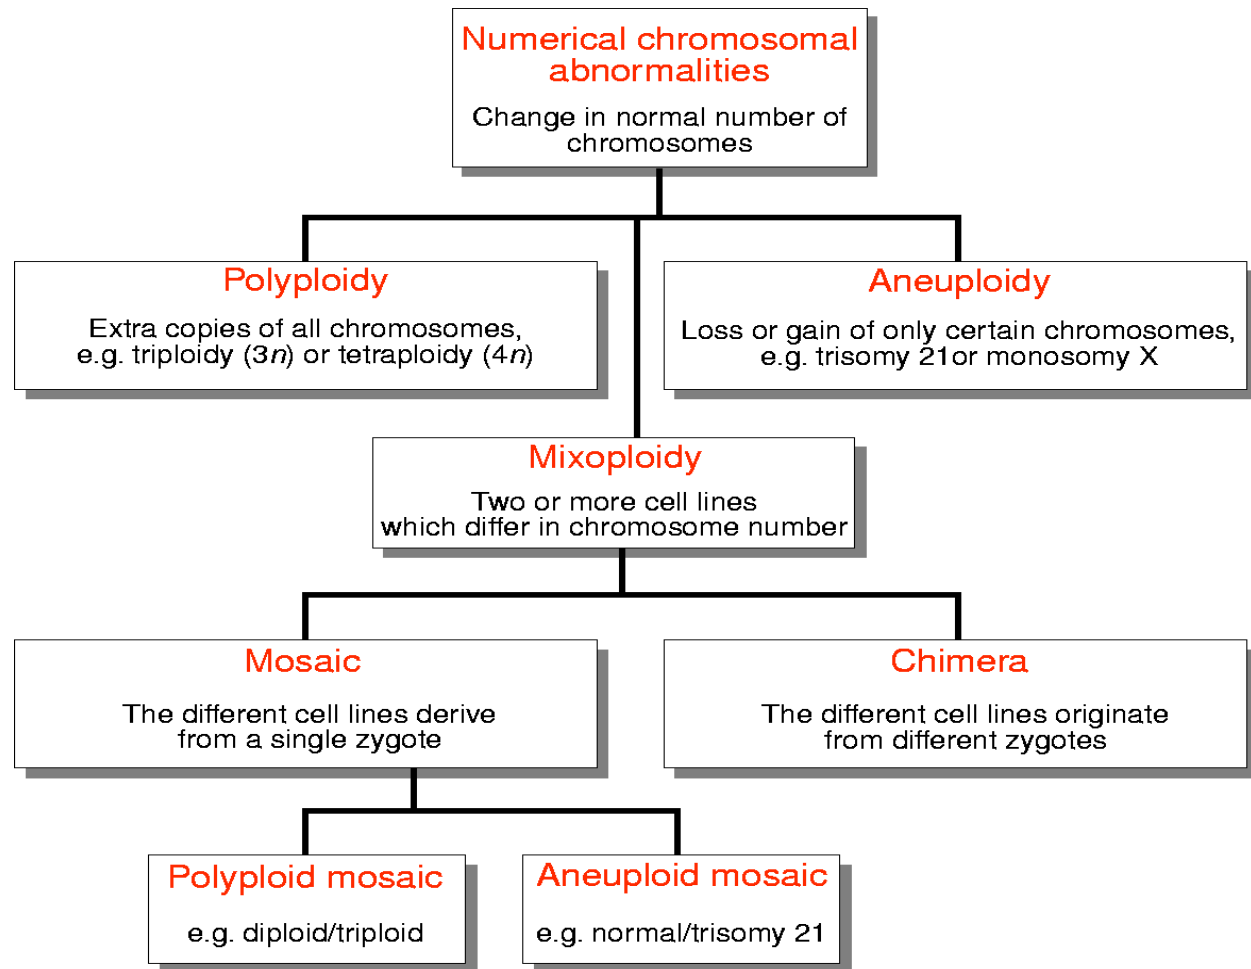 Numerical chromosomal
abnormalities
Change in normal number of
chromosomes
Polyploidy
Extra copies of all chromosomes,
e.g. triploidy (3n) or tetraploidy (4n)
Aneuploidy
Loss or gain of only certain chromosomes,
e.g. trisomy 21or monosomy X
Mixoploidy
Two or more cell lines
which differ in chromosome number
Mosaic
The different cell lines derive
from a single zygote
Chimera
The different cell lines originate
from different zygotes
Polyploid mosaic
e.g. diploid/triploid
Aneuploid mosaic
e.g. normal/trisomy 21